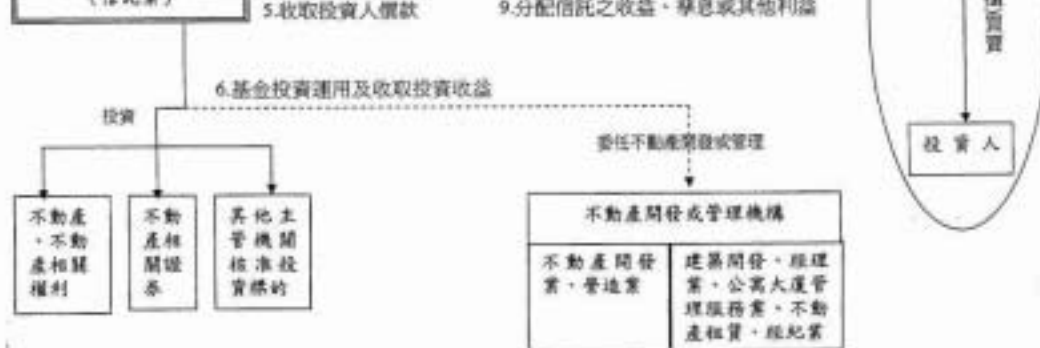 5.收取投資人價款
9.分配信託之收益、孳息或其他利益
買賣
6.基金投資運用及收取投資收益
投資
委任不動產開發或管理
投資人
不動產
、不動
產相關
權利
不動
產相
關證
券
其他主
管機關
核准投
資標的
不動產開發或管理機構
不動產開發
業、營造業
建築開發、經理
業、公寓大廈管
理服務業、不動
產租賃、經紀業